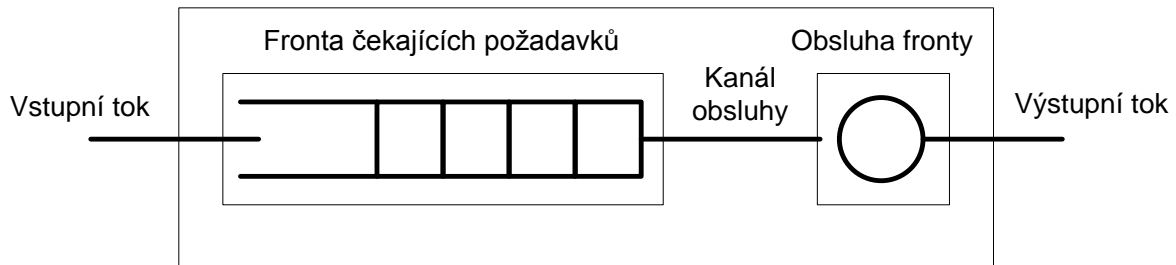 Fronta čekajících požadavků
Obsluha fronty
Vstupní tok
Kanál
obsluhy
Výstupní tok